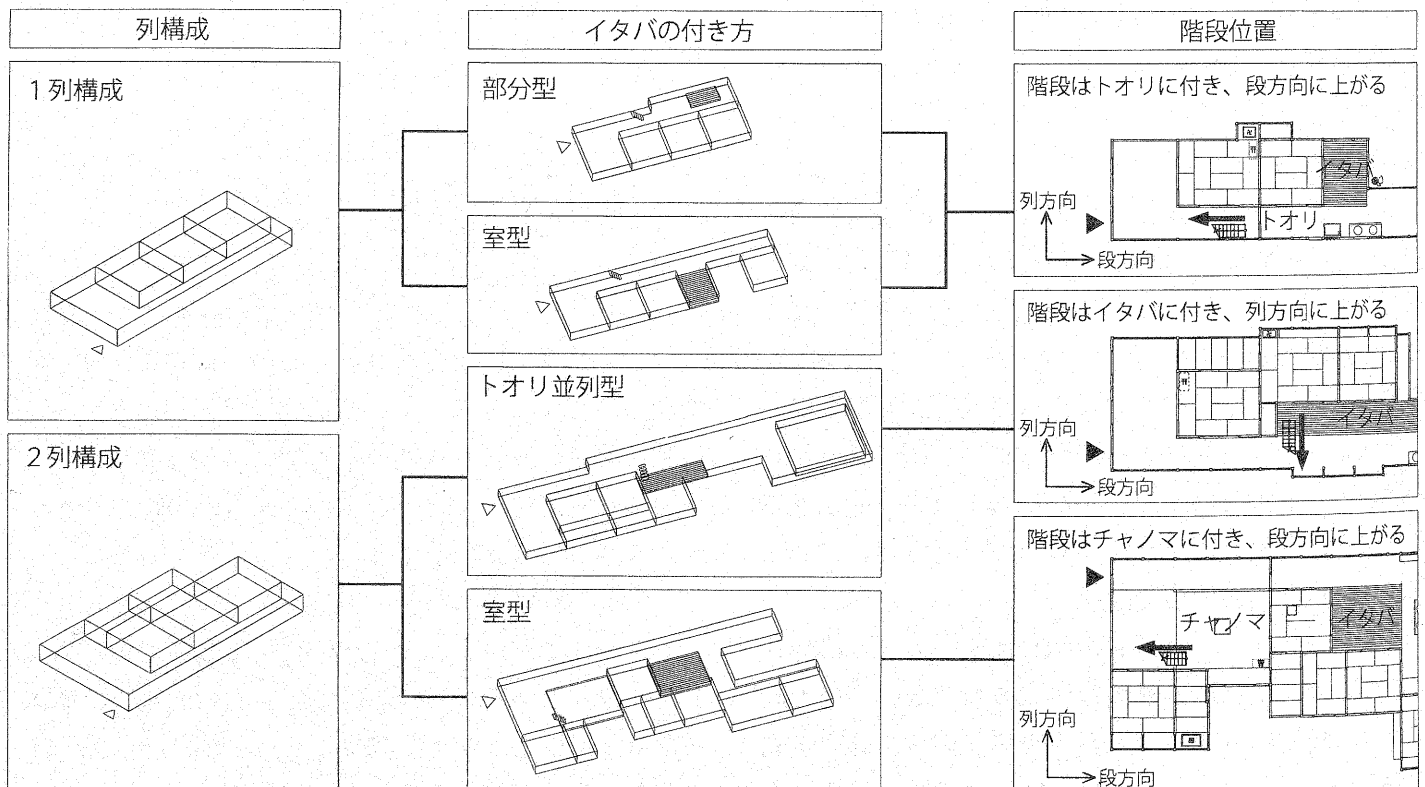 列構成
イタバの付き方
階段位置
1列構成
2列構成
部分型
室型
トオリ並列型
室型
階段はトオリに付き、段方向に上がる
イタバ
トオリ
列方向
段方向
階段はイタバに付き、列方向に上がる
イタバ
列方向
段方向
階段はチャノマに付き、段方向に上がる
チャノマ
イタバ
列方向
段方向